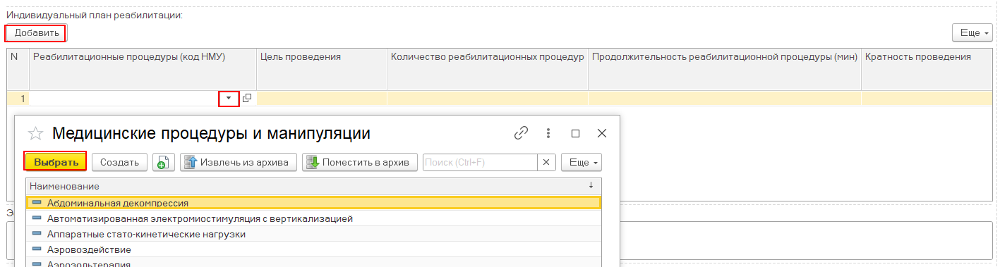 Индивидуальный план реабилитации:
Добавить
Еще
N Реабилитационные процедуры (код НМУ) Цель проведения Количество реабилитационных процедур Продолжительность реабилитационной процедуры (мин) Кратность проведения
1
Медицинские процедуры и манипуляции
Выбрать Создать Извлечь из архива Поместить в архив Поиск (Ctrl+F) Еще
Наименование
Абдоминальная декомпрессия
Автоматизированная электромиостимуляция с вертикализацией
Аппаратные стато-кинетические нагрузки
Аэровоздействие
Аэрозольтерапия